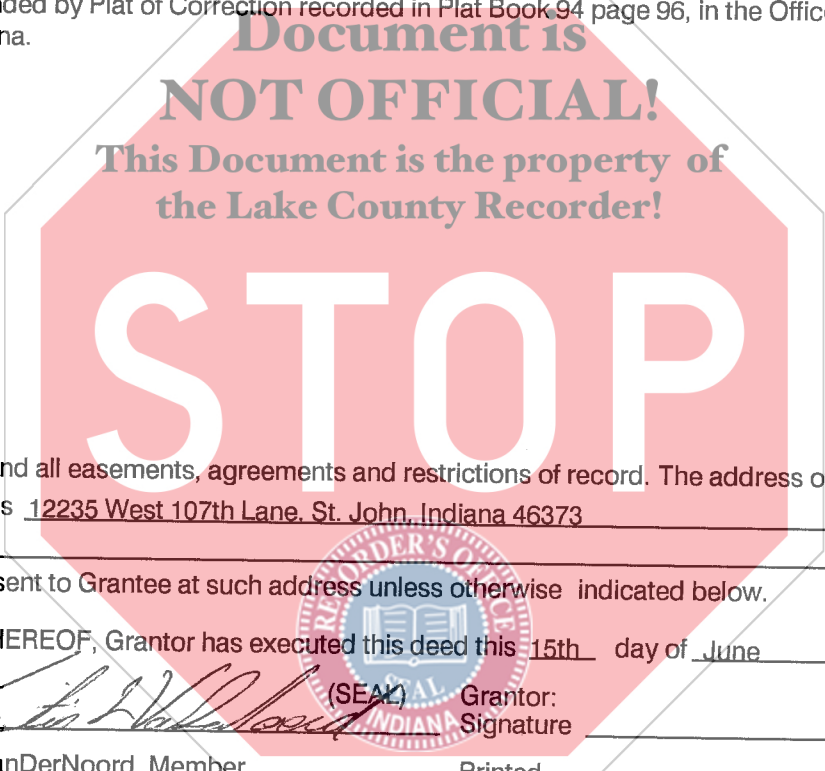 ded by Plat of Correction recorded in Plat Book 94 page 96, in the Offic
na.
Document is
NOT OFFICIAL!
This Document is the property of
the Lake County Recorder!
STOP
nd all easements, agreements and restrictions of record. The address o
s 12235 West 107th Lane, St. John, Indiana 46373
sent to Grantee at such address unless otherwise indicated below.
HEREOF, Grantor has executed this deed this 15th day of June
(SEAL) Grantor:
Signature
nDerNoord, Member
Printed
RECORDER'S OFFICE
SEAL
INDIANA